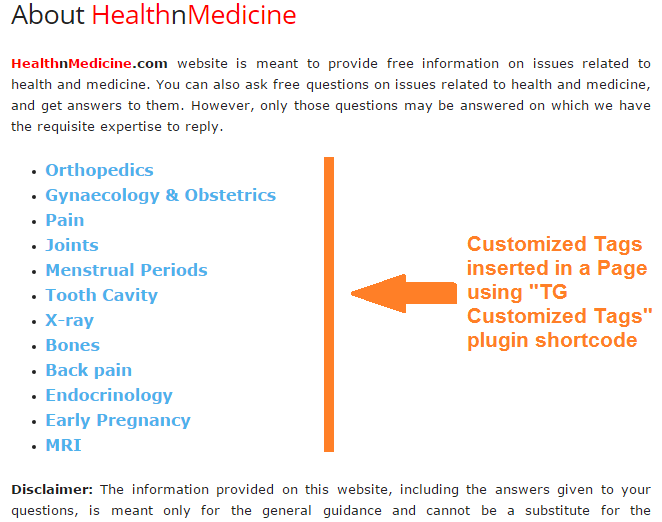 About HealthnMedicine
HealthnMedicine.com website is meant to provide free information on issues related to
health and medicine. You can also ask free questions on issues related to health and medicine,
and get answers to them. However, only those questions may be answered on which we have
the requisite expertise to reply.
Orthopedics
Gynaecology & Obstetrics
Pain
Joints
Menstrual Periods
Tooth Cavity
X-ray
Bones
Back pain
Endocrinology
Early Pregnancy
MRI
Customized Tags
inserted in a Page
using "TG
Customized Tags"
plugin shortcode
Disclaimer: The information provided on this website, including the answers given to your
questions, is meant only for the general guidance and cannot be a substitute for the